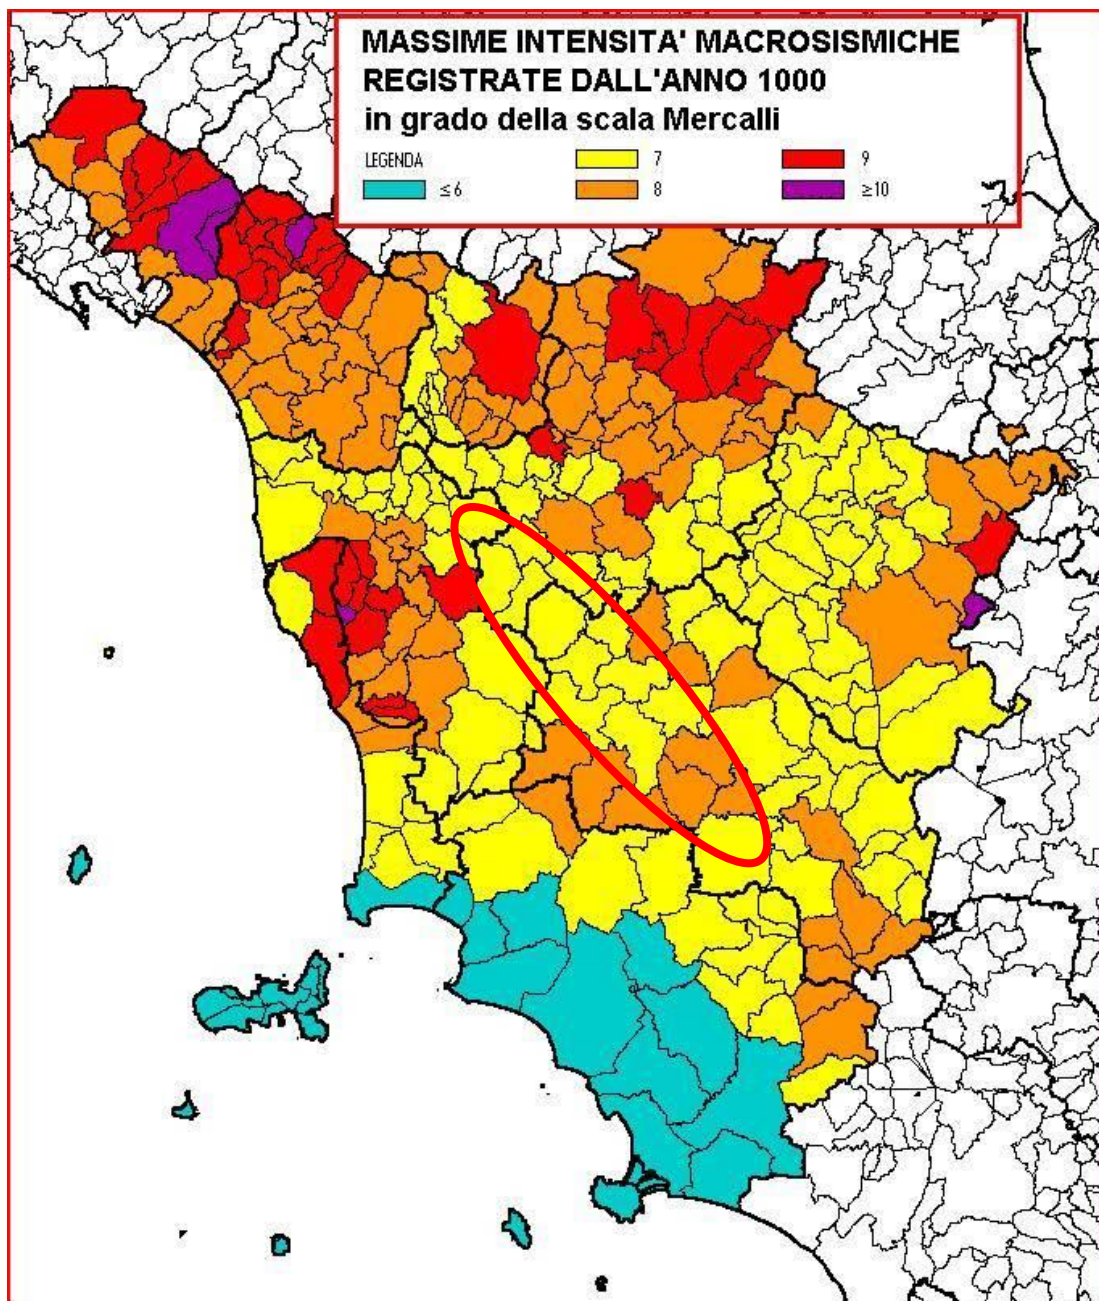 MASSIME INTENSITA' MACROSISMICHE
REGISTRATE DALL'ANNO 1000
in grado della scala Mercalli
LEGENDA
≤6
7
8
9
≥10